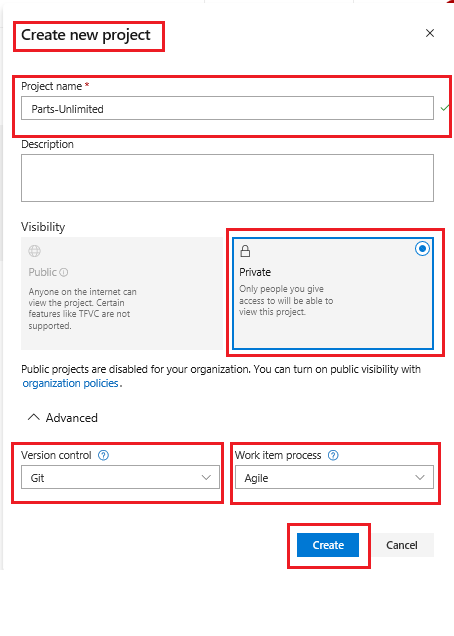 Create new project
Project name *
Parts-Unlimited
Description
Visibility
Public
Anyone on the internet can
view the project. Certain
features like TFVC are not
supported.
Private
Only people you give
access to will be able to
view this project.
Public projects are disabled for your organization. You can turn on public visibility with
organization policies.
Advanced
Version control
Work item process
Git
Agile
Create
Cancel